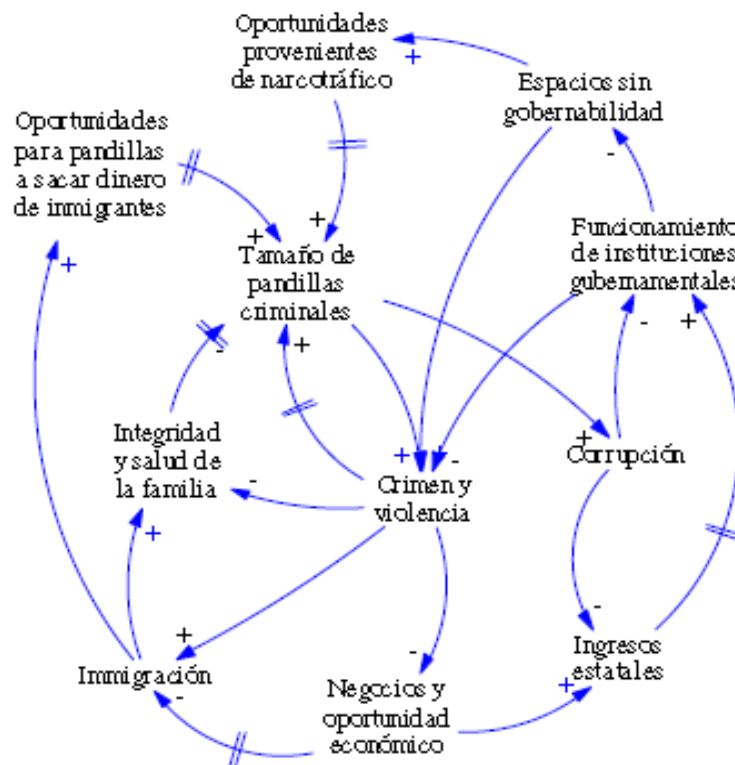 Oportunidades
provenientes
de narcotráfico
+
Espacios sin
gobernabilidad
-
Oportunidades
para pandillas
a sacar dinero
de inmigrantes
+
+
+
Tamaño de
pandillas
criminales
-
+
Funcionamiento
de instituciones
gubernamentales
-
+
Integridad
y salud de
la familia
-
+
+
-
Crimen y
violencia
+
Corrupción
+
Immigración
-
-
Negocios y
oportunidad
económico
-
+
Ingresos
estatales